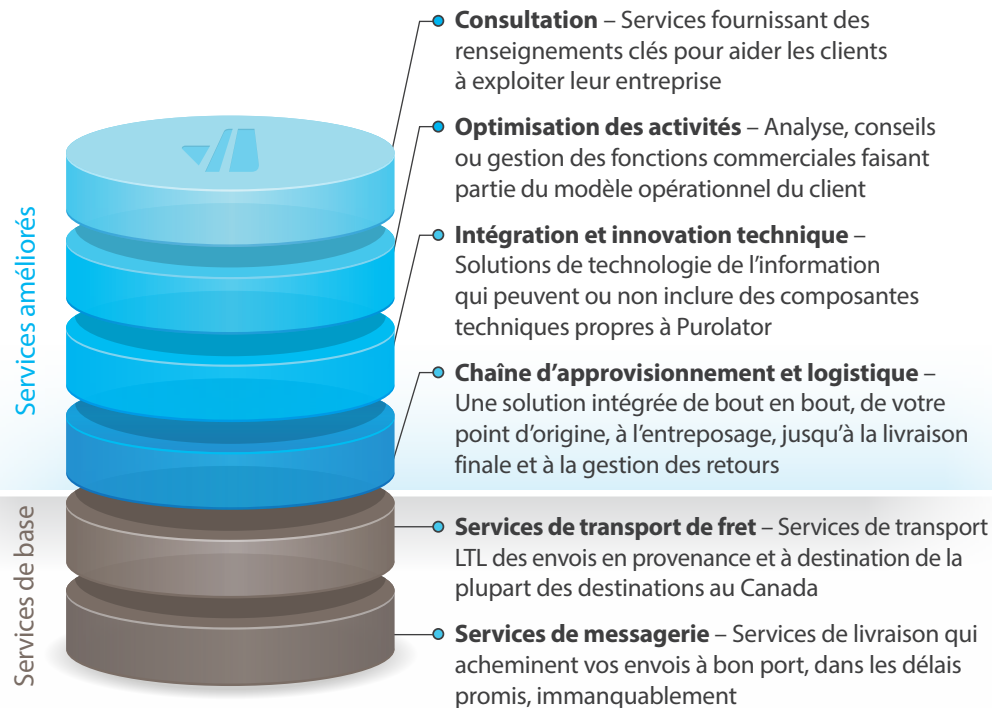 Consultation – Services fournissant des
renseignements clés pour aider les clients
à exploiter leur entreprise
Optimisation des activités – Analyse, conseils
ou gestion des fonctions commerciales faisant
partie du modèle opérationnel du client
Intégration et innovation technique –
Solutions de technologie de l’information
qui peuvent ou non inclure des composantes
techniques propres à Purolator
Chaîne d’approvisionnement et logistique –
Une solution intégrée de bout en bout, de votre
point d’origine, à l’entreposage, jusqu’à la livraison
finale et à la gestion des retours
Services améliorés
Services de transport de fret – Services de transport
LTL des envois en provenance et à destination de la
plupart des destinations au Canada
Services de messagerie – Services de livraison qui
acheminent vos envois à bon port, dans les délais
promis, immanquablement
Services de base